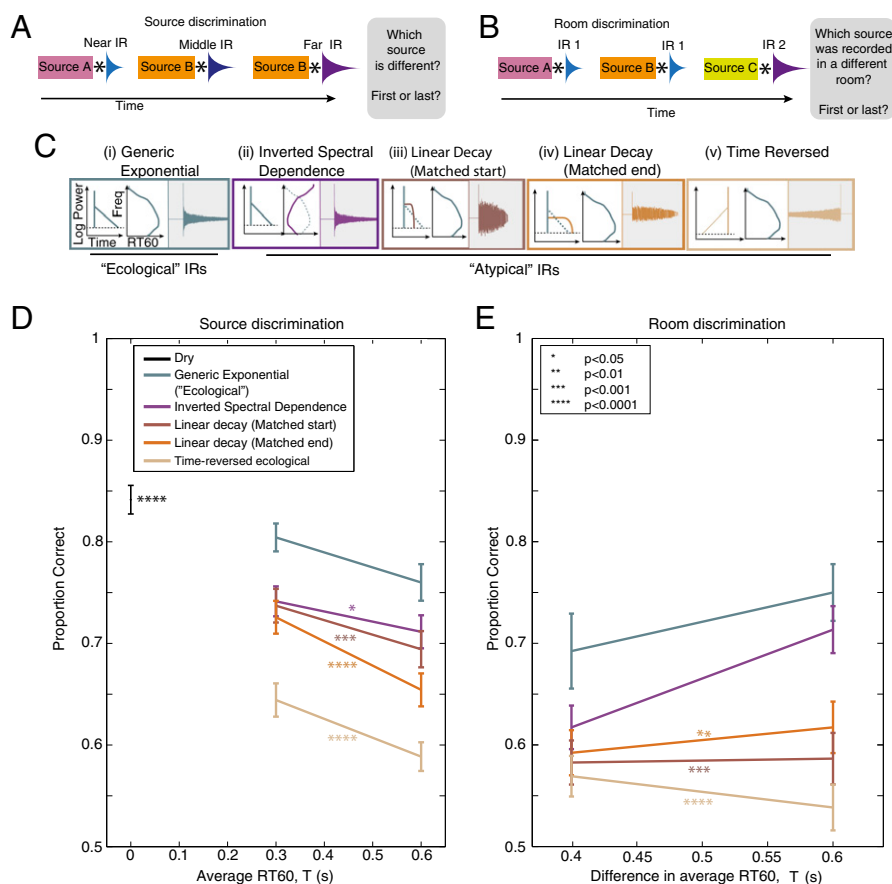 A
Source discrimination
Near IR
Middle IR
Far IR
Source A * Source B * Source B *
Time
Which
source
is different?
First or last?
B
Room discrimination
IR 1
IR 1
IR 2
Source A * Source B * Source C *
Time
Which source
was recorded
in a different
room?
First or last?
C
(i) Generic
Exponential
(ii) Inverted Spectral
Dependence
(iii) Linear Decay
(Matched start)
(iv) Linear Decay
(Matched end)
(v) Time Reversed
Log Power
Freq
Time
RT60
"Ecological" IRs
"Atypical" IRs
D
Source discrimination
Dry
Generic Exponential
("Ecological")
Inverted Spectral Dependence
Linear decay (Matched start)
Linear decay (Matched end)
Time-reversed ecological
****
*
***
****
****
1
0.9
0.8
0.7
0.6
0.5
Proportion Correct
0 0.1 0.2 0.3 0.4 0.5 0.6
Average RT60, T (s)
E
Room discrimination
* p<0.05
** p<0.01
*** p<0.001
**** p<0.0001
**
***
****
1
0.9
0.8
0.7
0.6
0.5
Proportion Correct
0.4 0.45 0.5 0.55 0.6
Difference in average RT60, T (s)